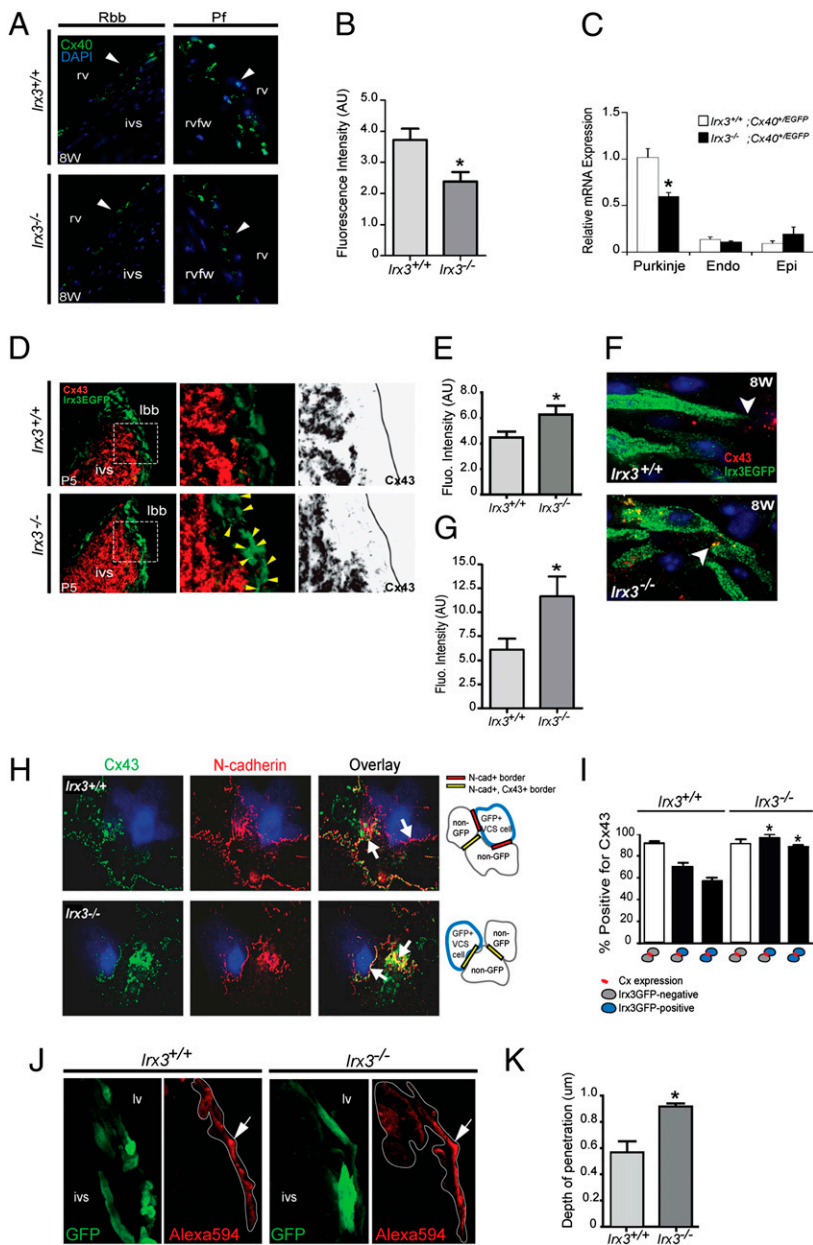 A
Rbb
Pf
Irx3+/+
Cx40
DAPI
rv
ivs
8W
rv
rvfw
Irx3-/-
rv
ivs
8W
rv
rvfw
B
Fluorescence Intensity (AU)
5.0
4.0
3.0
2.0
1.0
0
*
Irx3+/+
Irx3-/-
C
Relative mRNA Expression
1.5
1.0
0.5
0
Irx3+/+ ;Cx40+/EGFP
Irx3-/- ;Cx40+/EGFP
*
Purkinje
Endo
Epi
D
Irx3+/+
Cx43
Irx3EGFP
lbb
ivs
P5
Cx43
Irx3-/-
lbb
ivs
P5
Cx43
E
Fluo. Intensity (AU)
10.0
8.0
6.0
4.0
2.0
0
*
Irx3+/+
Irx3-/-
F
8W
Cx43
Irx3EGFP
Irx3+/+
8W
Irx3-/-
G
Fluo. Intensity (AU)
15.0
12.5
10.0
7.5
5.0
2.5
0
*
Irx3+/+
Irx3-/-
H
Cx43
N-cadherin
Overlay
Irx3+/+
N-cad+ border
N-cad+, Cx43+ border
non-
GFP
GFP+
VCS cell
non-GFP
Irx3-/-
GFP+
VCS
cell
non-
GFP
non-GFP
I
% Positive for Cx43
Irx3+/+
Irx3-/-
100
80
60
40
20
0
*
*
Cx expression
Irx3GFP-negative
Irx3GFP-positive
J
Irx3+/+
Irx3-/-
lv
ivs
GFP
Alexa594
lv
ivs
GFP
Alexa594
K
Depth of penetration (um)
1.0
0.8
0.6
0.4
0.2
0
*
Irx3+/+
Irx3-/-